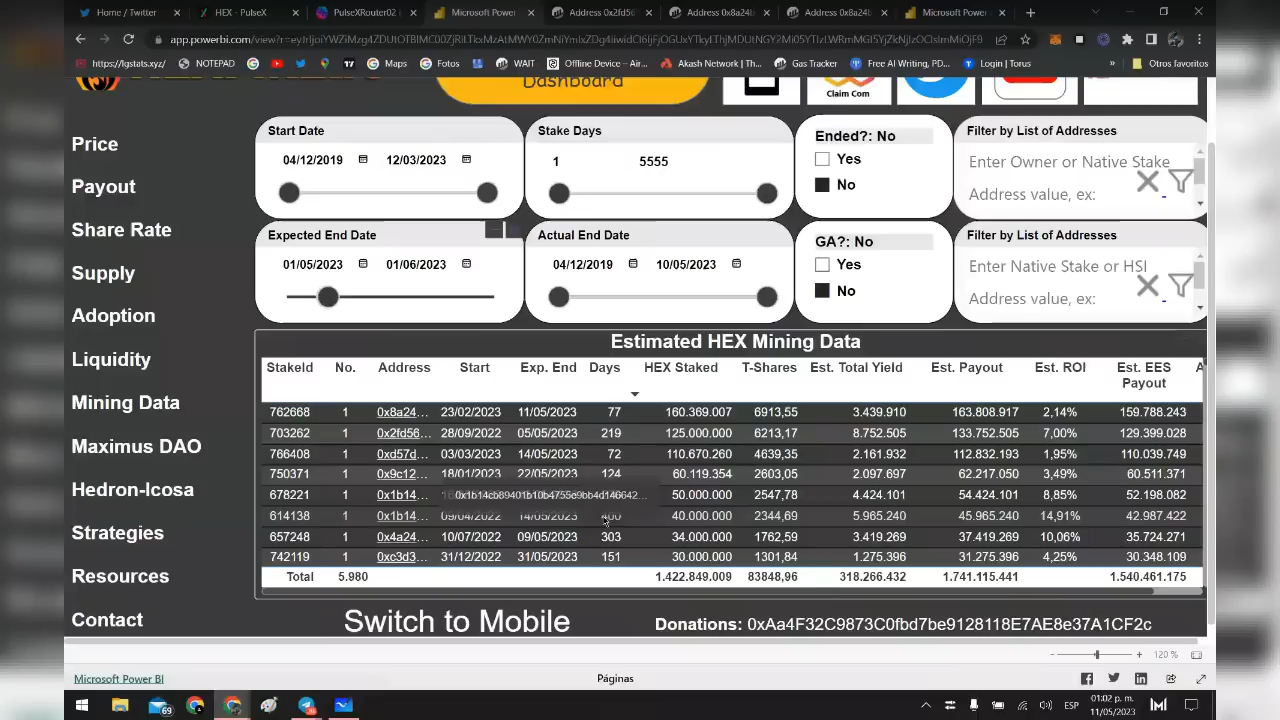 Home / Twitter
HEX - PulseX
PulseXRouter02
Microsoft Power
Address 0x2fd56
Address 0x8a24
Address 0x8a24
Microsoft Power
https://lgstats.xyz/
NOTEPAD
Maps
Fotos
WAIT
Offline Device – Air...
Akash Network | Th...
Gas Tracker
Free AI Writing, PD...
Login | Torus
»
Otros favoritos
Dashboard
Claim Com
Price
Payout
Share Rate
Supply
Adoption
Liquidity
Mining Data
Maximus DAO
Hedron-Icosa
Strategies
Resources
Contact
Start Date
04/12/2019 12/03/2023
Stake Days
1 5555
Ended?: No
Yes
No
Filter by List of Addresses
Enter Owner or Native Stake
Address value, ex:
Expected End Date
01/05/2023 01/06/2023
Actual End Date
04/12/2019 10/05/2023
GA?: No
Yes
No
Filter by List of Addresses
Enter Native Stake or HSI
Address value, ex:
Estimated HEX Mining Data
StakeId No. Address Start Exp. End Days HEX Staked T-Shares Est. Total Yield Est. Payout Est. ROI Est. EES Payout A
762668 1 0x8a24... 23/02/2023 11/05/2023 77 160.369.007 6913,55 3.439.910 163.808.917 2,14% 159.788.243
703262 1 0x2fd56... 28/09/2022 05/05/2023 219 125.000.000 6213,17 8.752.505 133.752.505 7,00% 129.399.028
766408 1 0xd57d... 03/03/2023 14/05/2023 72 110.670.260 4639,35 2.161.932 112.832.193 1,95% 110.039.749
750371 1 0x9c12... 18/01/2023 22/05/2023 124 60.119.354 2603,05 2.097.697 62.217.050 3,49% 60.511.371
678221 1 0x1b14... 50.000.000 2547,78 4.424.101 54.424.101 8,85% 52.198.082
614138 1 0x1b14... 09/04/2022 14/05/2023 400 40.000.000 2344,69 5.965.240 45.965.240 14,91% 42.987.422
657248 1 0x4a24... 10/07/2022 09/05/2023 303 34.000.000 1762,59 3.419.269 37.419.269 10,06% 35.724.271
742119 1 0xc3d3... 31/12/2022 31/05/2023 151 30.000.000 1301,84 1.275.396 31.275.396 4,25% 30.348.109
Total 5.980 1.422.849.009 83848,96 318.266.432 1.741.115.441 1.540.461.175
Switch to Mobile
Donations: 0xAa4F32C9873C0fbd7be9128118E7AE8e37A1CF2c
- + 120 %
Microsoft Power BI
Páginas
69
ESP
01:02 p. m.
11/05/2023